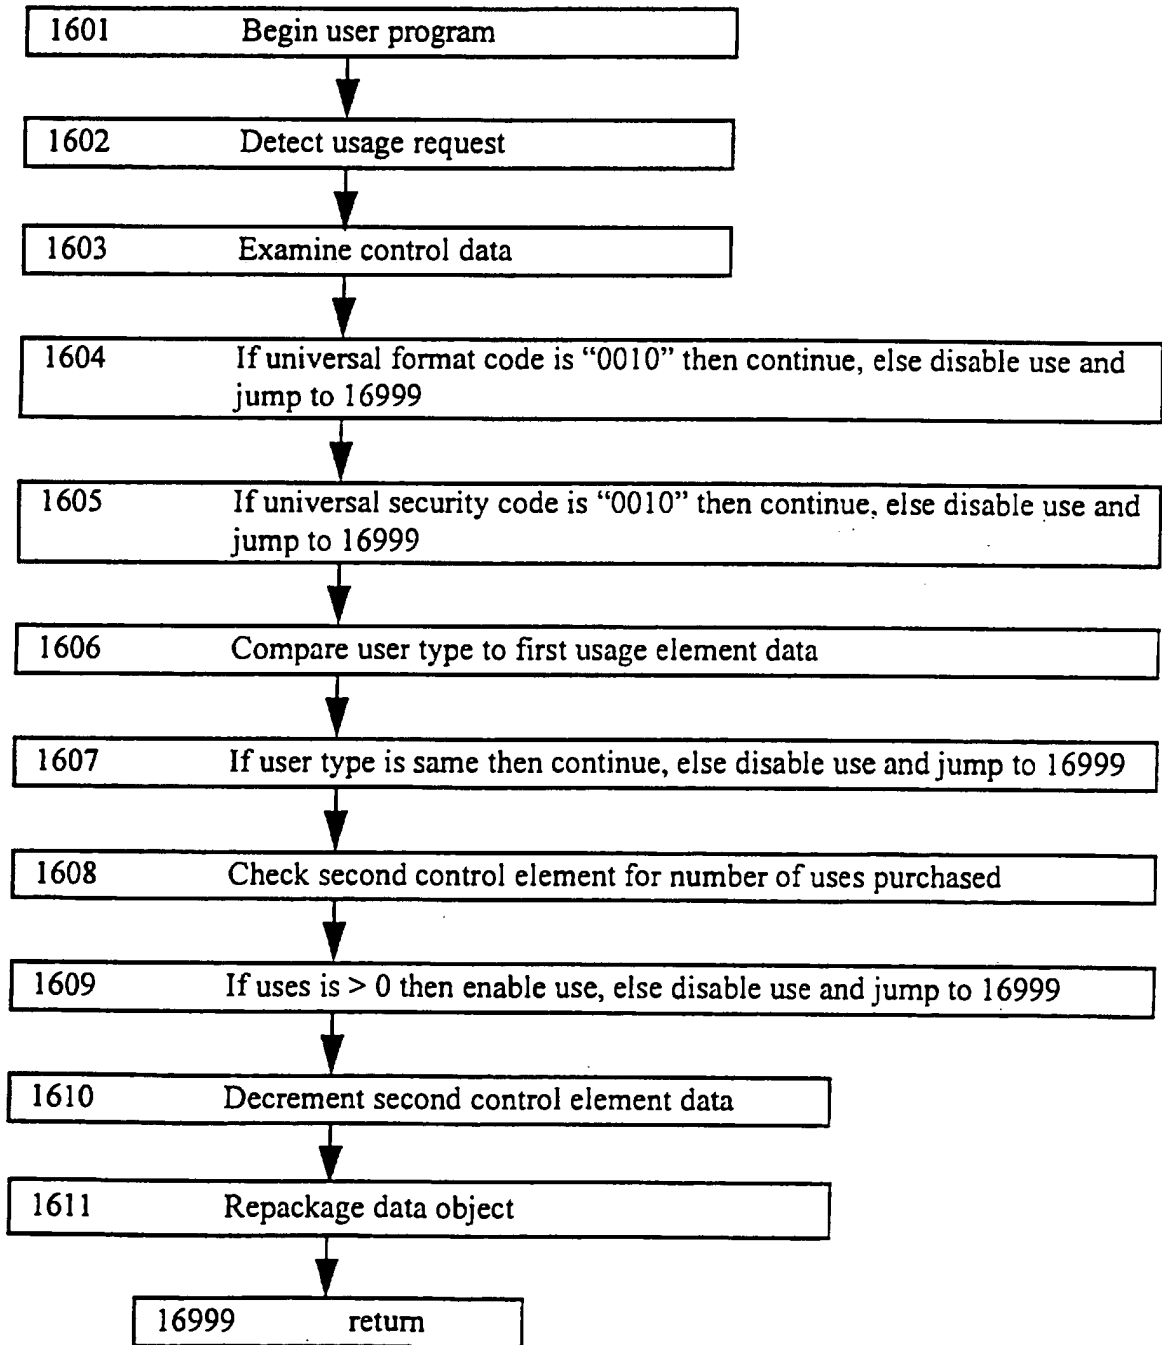 1601 Begin user program
1602 Detect usage request
1603 Examine control data
1604 If universal format code is “0010” then continue, else disable use and
jump to 16999
1605 If universal security code is “0010” then continue, else disable use and
jump to 16999
1606 Compare user type to first usage element data
1607 If user type is same then continue, else disable use and jump to 16999
1608 Check second control element for number of uses purchased
1609 If uses is > 0 then enable use, else disable use and jump to 16999
1610 Decrement second control element data
1611 Repackage data object
16999 return